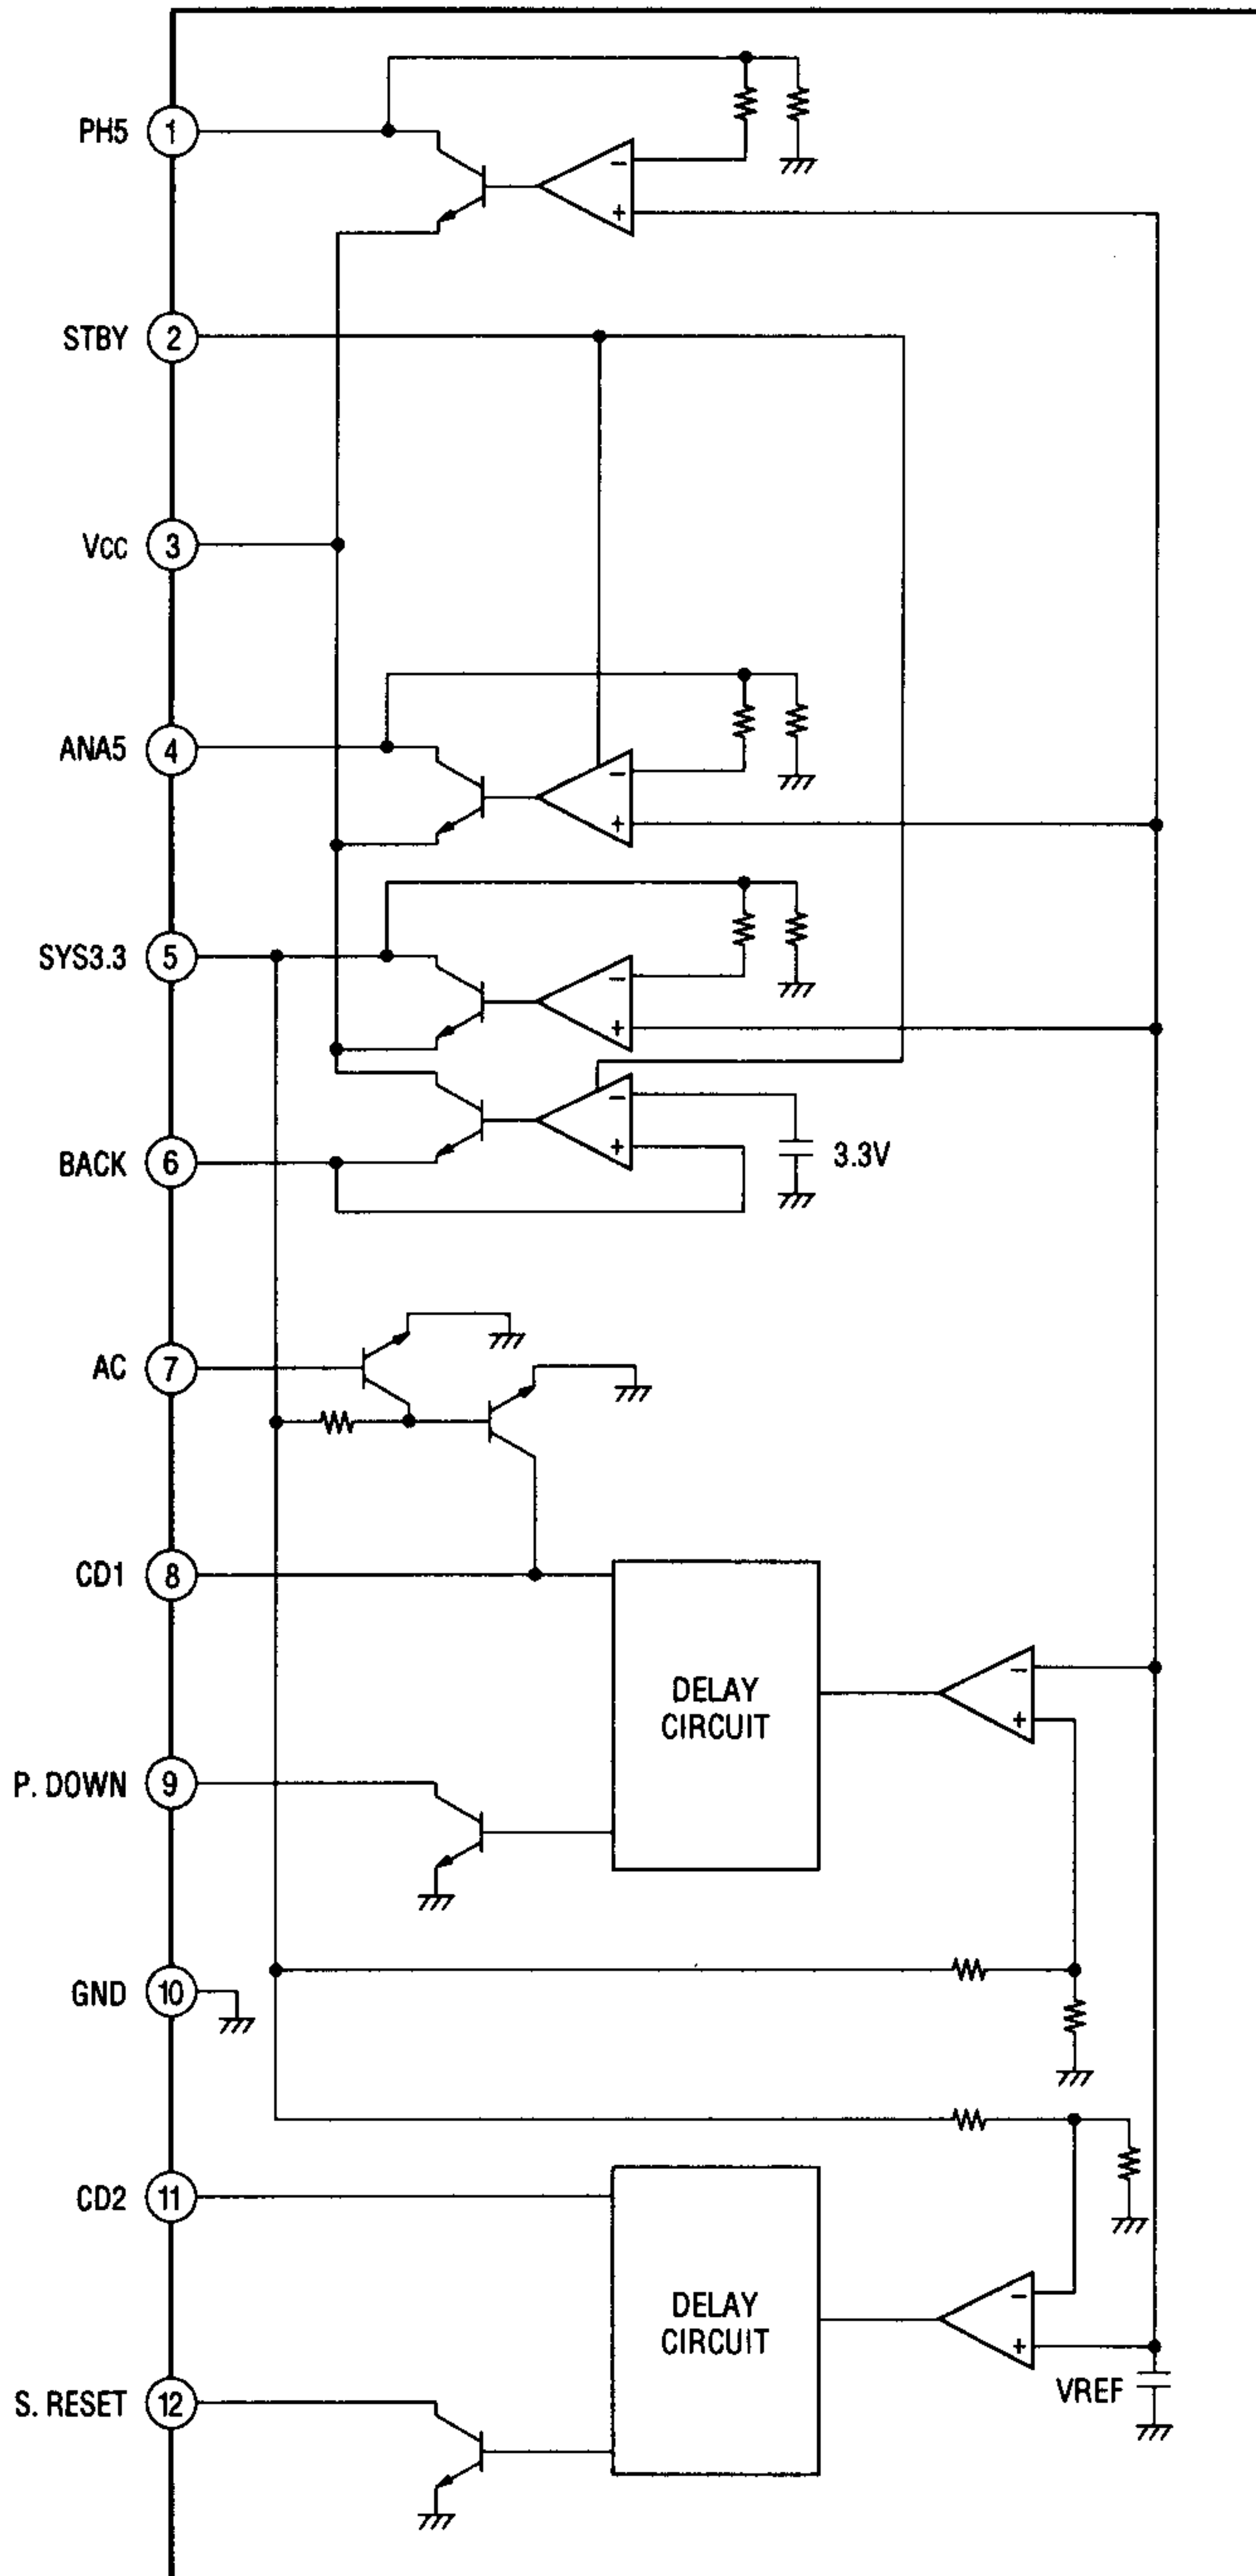 PH5 1
− +
STBY 2
Vcc 3
ANA5 4
− +
SYS3.3 5
− +
BACK 6
− +
3.3V
AC 7
CD1 8
DELAY
CIRCUIT
− +
P. DOWN 9
GND 10
CD2 11
DELAY
CIRCUIT
− +
VREF
S. RESET 12